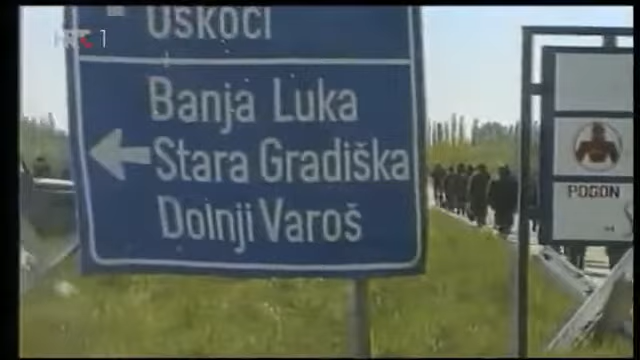 HRT 1
Uskoci
Banja Luka
Stara Gradiška
Dolnji Varoš
POGON